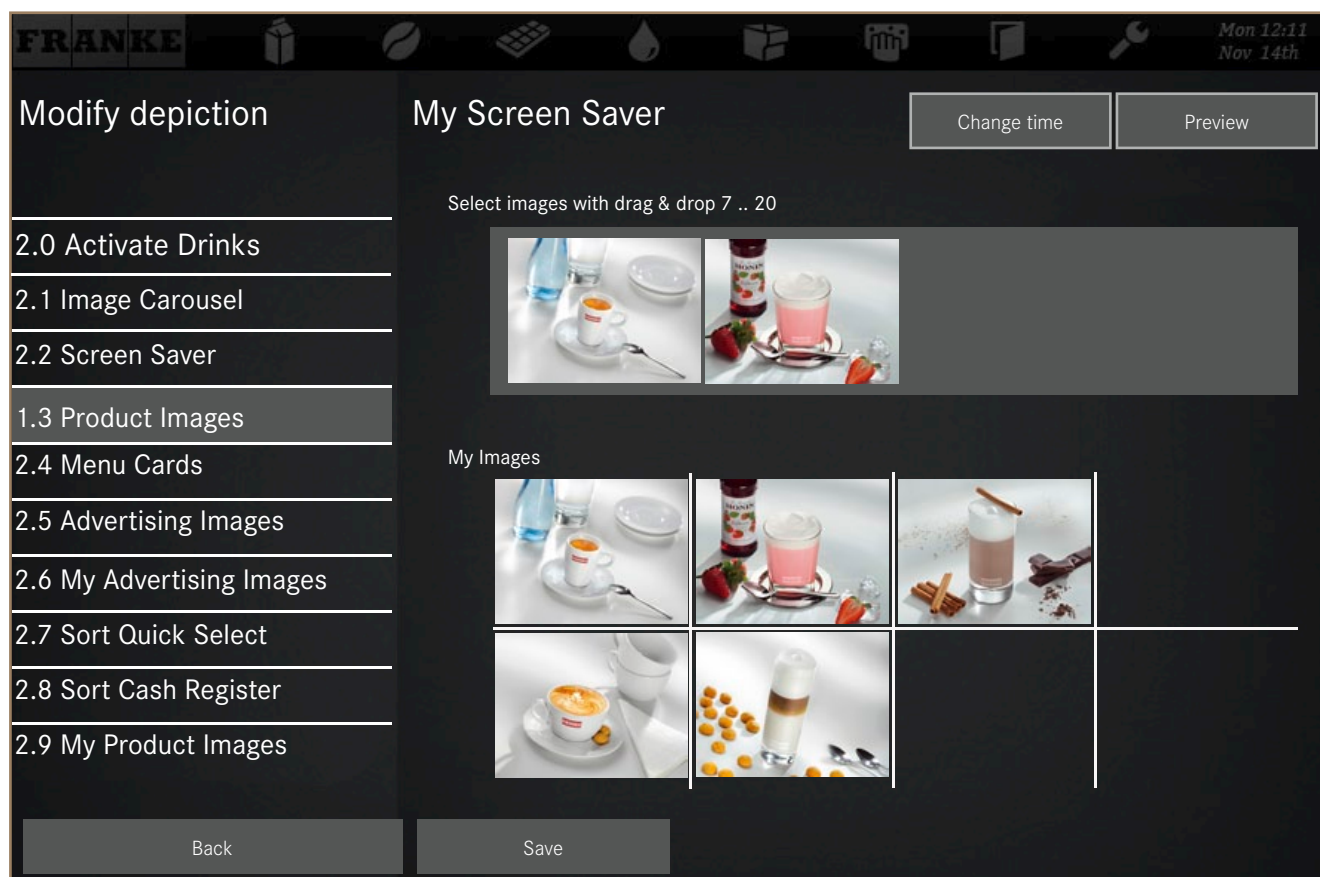 FRANKE
Mon 12:11
Nov 14th
Modify depiction
My Screen Saver
Change time
Preview
Select images with drag & drop 7 .. 20
2.0 Activate Drinks
2.1 Image Carousel
2.2 Screen Saver
1.3 Product Images
2.4 Menu Cards
2.5 Advertising Images
2.6 My Advertising Images
2.7 Sort Quick Select
2.8 Sort Cash Register
2.9 My Product Images
MONIN
My Images
MONIN
Back
Save